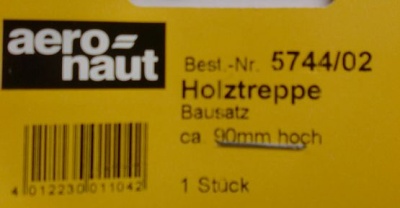 aero=
naut
Best.-Nr. 5744/02
Holztreppe
Bausatz
ca. 90mm hoch
1 Stück
4 012230 011042